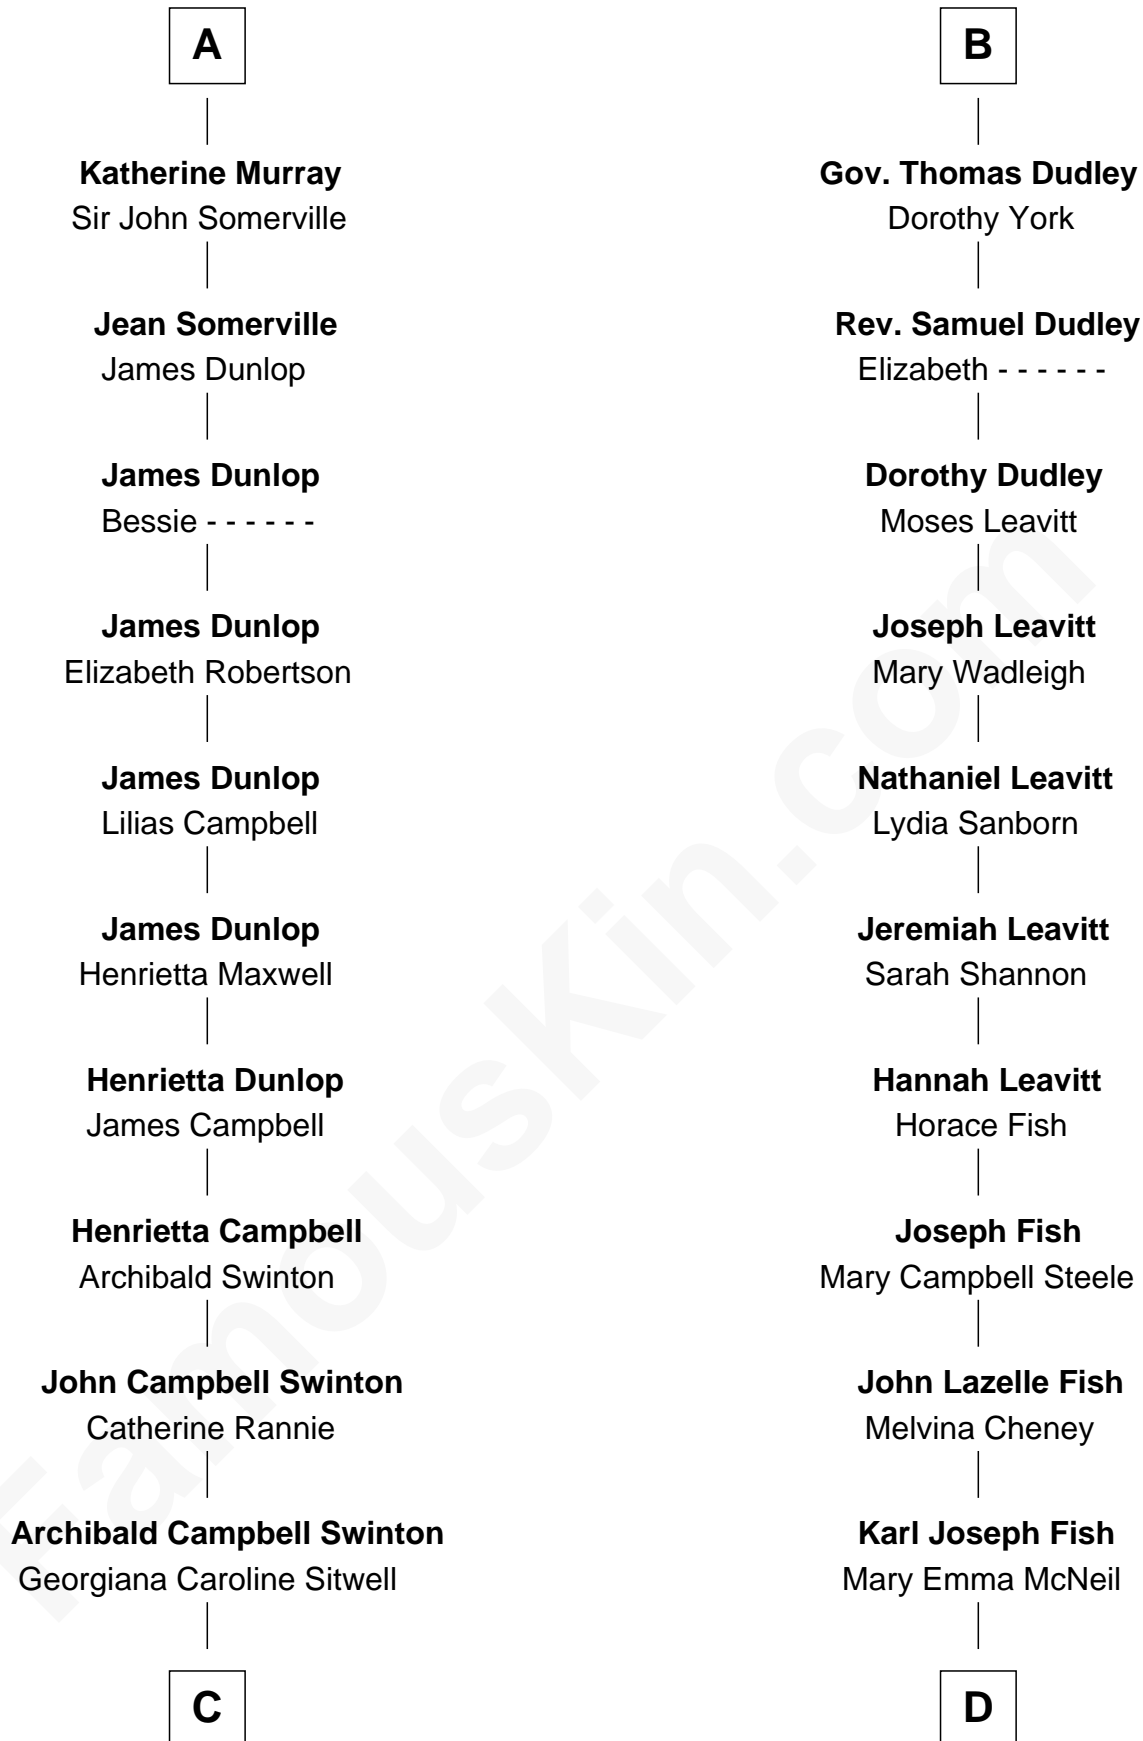 A
Katherine Murray
Sir John Somerville
Jean Somerville
James Dunlop
James Dunlop
Bessie - - - - - -
James Dunlop
Elizabeth Robertson
James Dunlop
Lilias Campbell
James Dunlop
Henrietta Maxwell
Henrietta Dunlop
James Campbell
Henrietta Campbell
Archibald Swinton
John Campbell Swinton
Catherine Rannie
Archibald Campbell Swinton
Georgiana Caroline Sitwell
C
B
Gov. Thomas Dudley
Dorothy York
Rev. Samuel Dudley
Elizabeth - - - - - -
Dorothy Dudley
Moses Leavitt
Joseph Leavitt
Mary Wadleigh
Nathaniel Leavitt
Lydia Sanborn
Jeremiah Leavitt
Sarah Shannon
Hannah Leavitt
Horace Fish
Joseph Fish
Mary Campbell Steele
John Lazelle Fish
Melvina Cheney
Karl Joseph Fish
Mary Emma McNeil
D
FamousKin.com